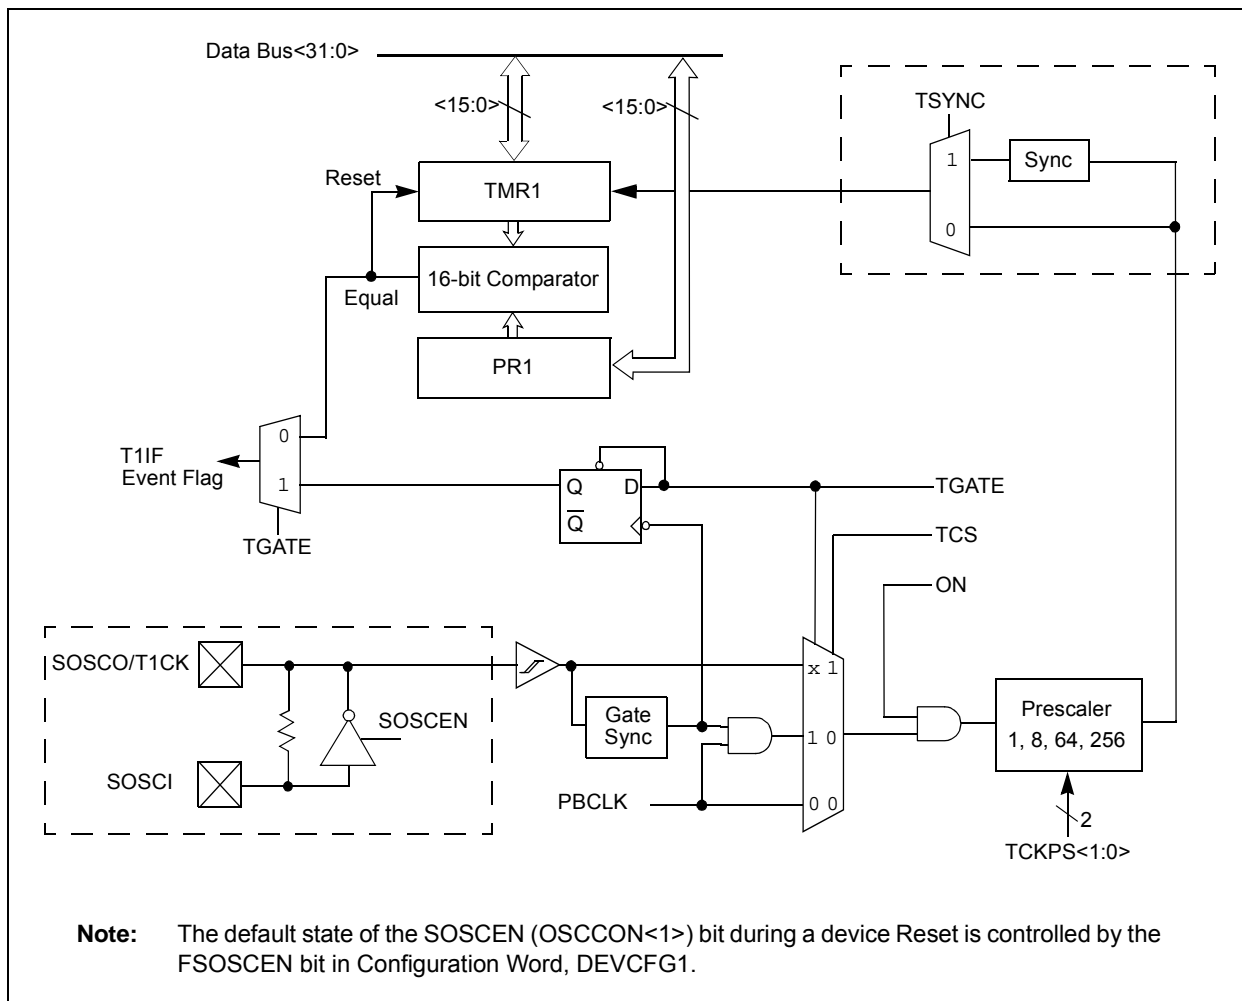 Data Bus<31:0>
<15:0>
<15:0>
TSYNC
1
Sync
0
Reset
TMR1
16-bit Comparator
Equal
PR1
0
1
T1IF
Event Flag
TGATE
Q
D
Q
TGATE
TCS
ON
SOSCO/T1CK
SOSCEN
SOSCI
Gate
Sync
PBCLK
x 1
1 0
0 0
Prescaler
1, 8, 64, 256
2
TCKPS<1:0>
Note: The default state of the SOSCEN (OSCCON<1>) bit during a device Reset is controlled by the
FSOSCEN bit in Configuration Word, DEVCFG1.